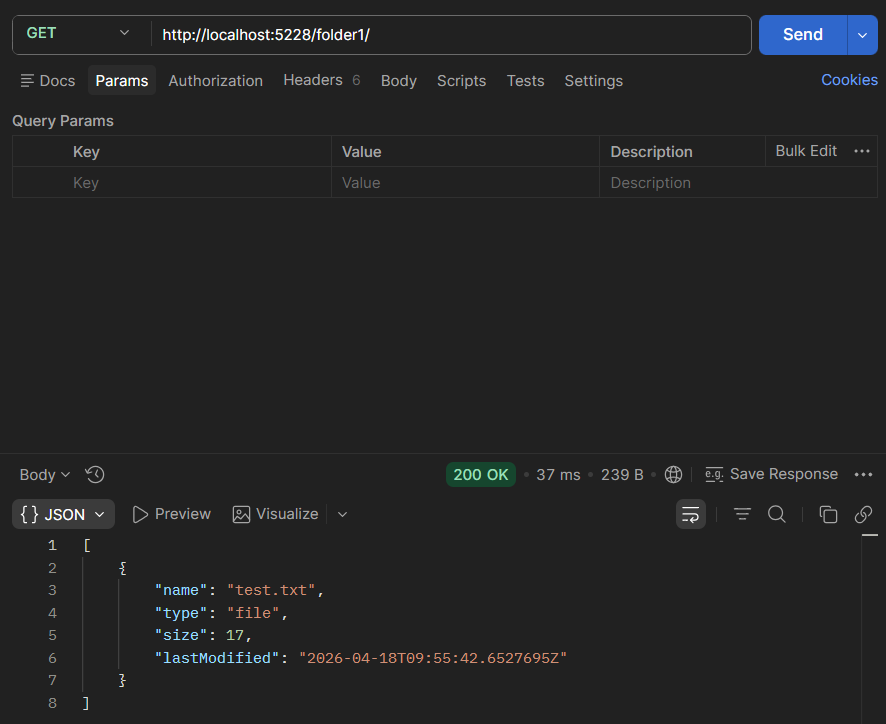 GET http://localhost:5228/folder1/ Send
Docs Params Authorization Headers 6 Body Scripts Tests Settings Cookies
Query Params
Key Value Description Bulk Edit
Key Value Description
Body 200 OK 37 ms 239 B e.g. Save Response
{} JSON Preview Visualize
1 [
2 {
3 "name": "test.txt",
4 "type": "file",
5 "size": 17,
6 "lastModified": "2026-04-18T09:55:42.6527695Z"
7 }
8 ]